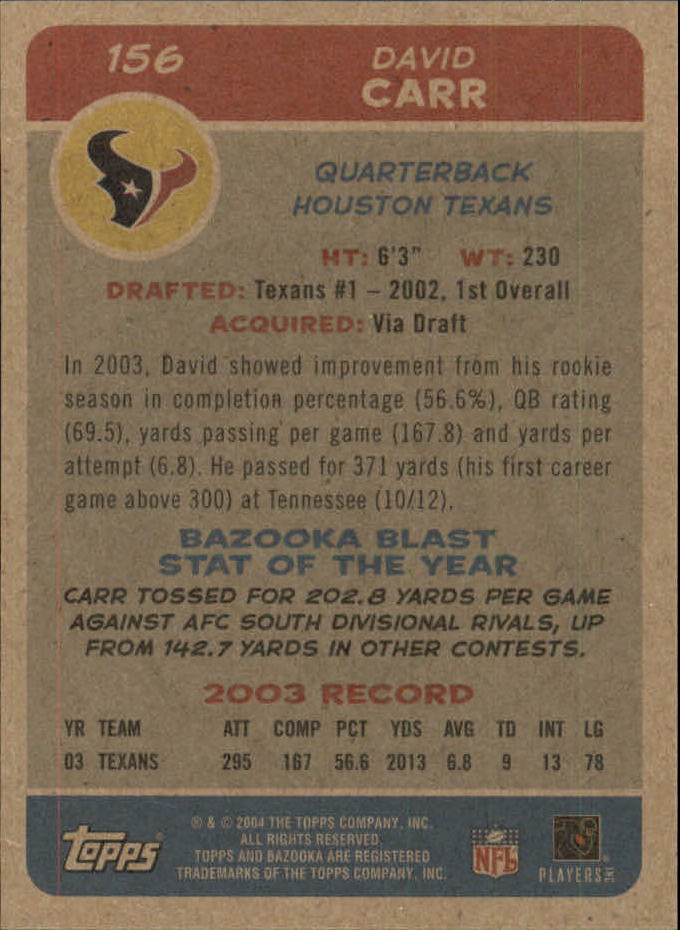 156
DAVID
CARR
QUARTERBACK
HOUSTON TEXANS
HT: 6'3" WT: 230
DRAFTED: Texans #1 – 2002, 1st Overall
ACQUIRED: Via Draft
In 2003, David showed improvement from his rookie
season in completion percentage (56.6%), QB rating
(69.5), yards passing per game (167.8) and yards per
attempt (6.8). He passed for 371 yards (his first career
game above 300) at Tennessee (10/12).
BAZOOKA BLAST
STAT OF THE YEAR
CARR TOSSED FOR 202.8 YARDS PER GAME
AGAINST AFC SOUTH DIVISIONAL RIVALS, UP
FROM 142.7 YARDS IN OTHER CONTESTS.
2003 RECORD
YR TEAM ATT COMP PCT YDS AVG TD INT LG
03 TEXANS 295 167 56.6 2013 6.8 9 13 78
Topps
® & © 2004 THE TOPPS COMPANY, INC.
ALL RIGHTS RESERVED.
TOPPS AND BAZOOKA ARE REGISTERED
TRADEMARKS OF THE TOPPS COMPANY, INC.
NFL
PLAYERS INC